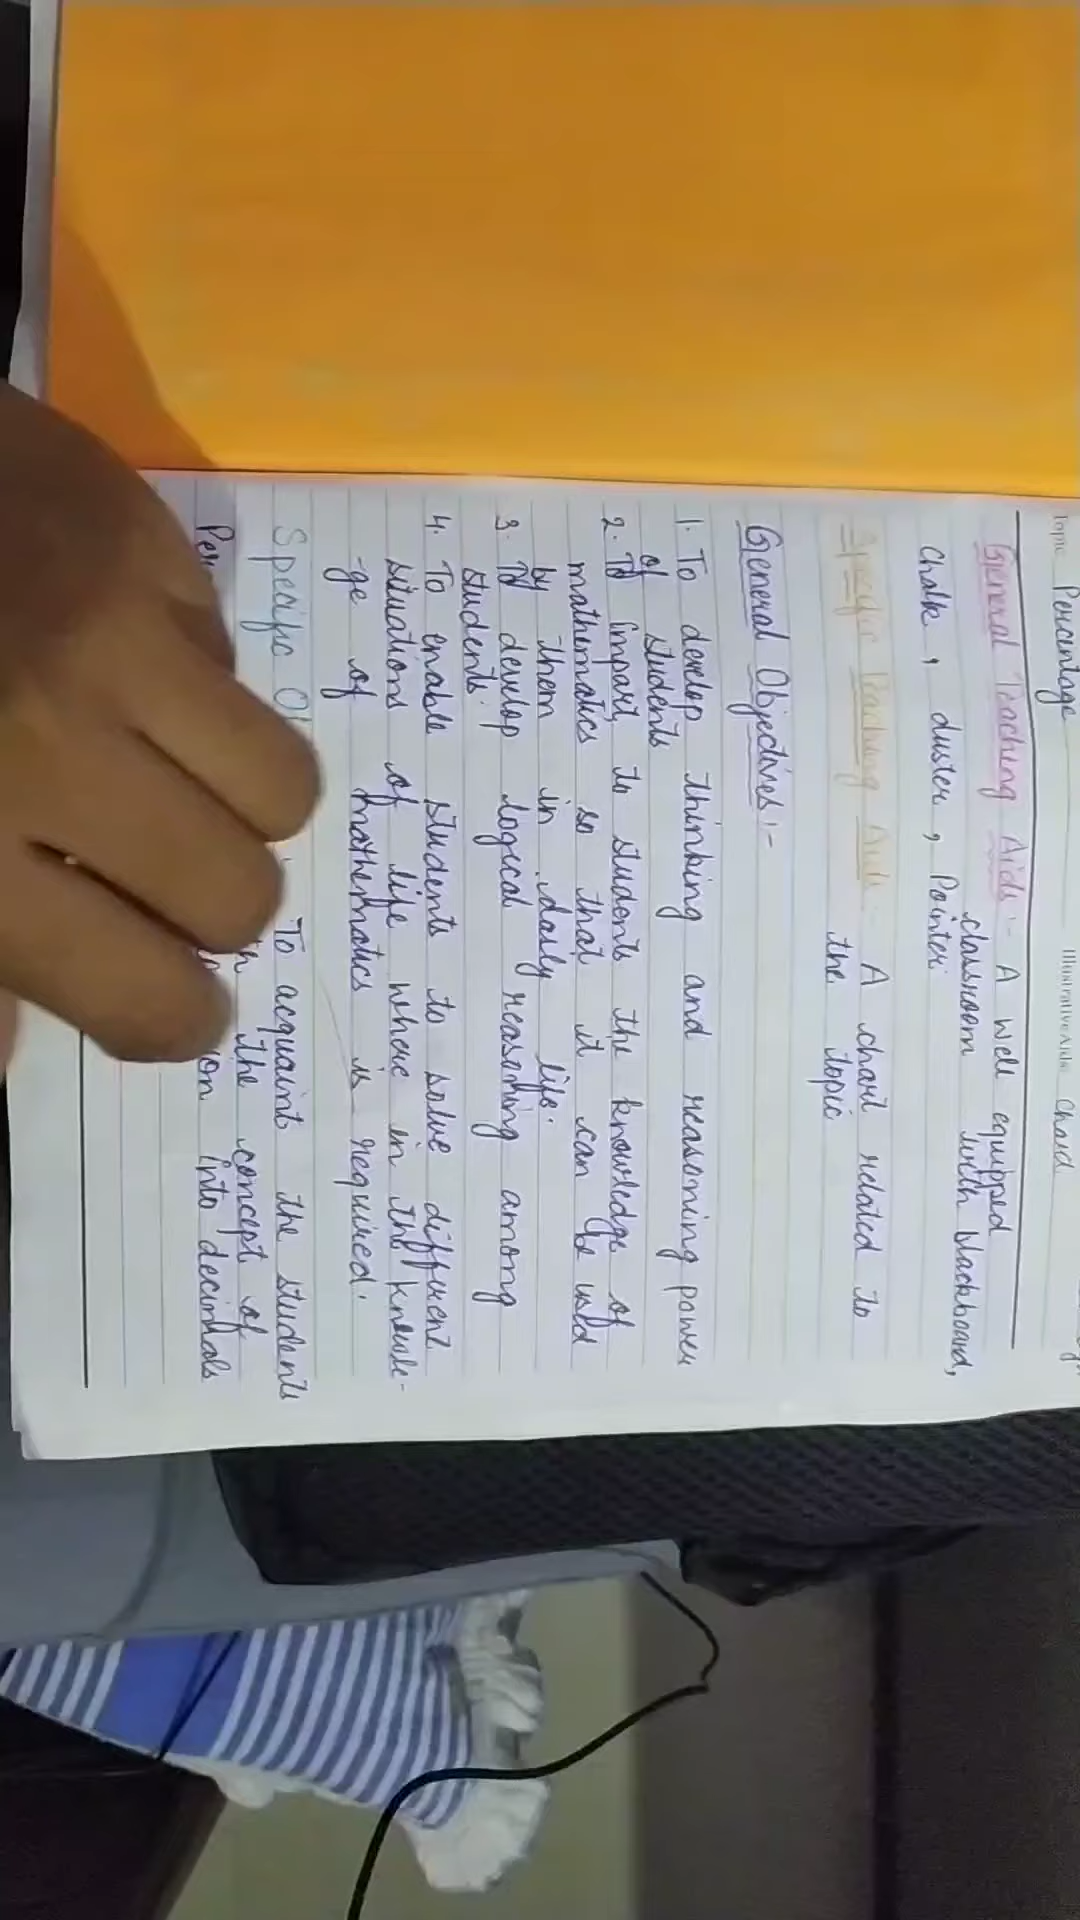 Topic Percentage Illustrative Aids Chard
General Teaching Aids :- A well equipped
classroom with blackboard,
chalk, duster, Pointer.
Specific Teaching Aids :- A chart related to
the topic
General Objectives :-
1. To develop thinking and reasoning power
of students
2. To impart to students the knowledge of
mathematics so that it can be used
by them in daily life.
3. To develop logical reasoning among
students.
4. To enable students to solve different
situations of life where in the knowle-
-ge of mathematics is required.
Specific To acquaint the students
the concept of
into decimals